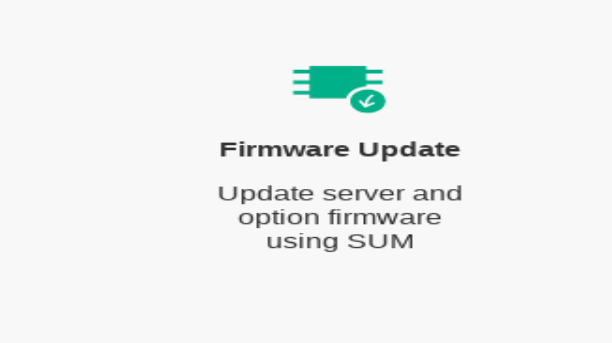 Firmware Update
Update server and
option firmware
using SUM